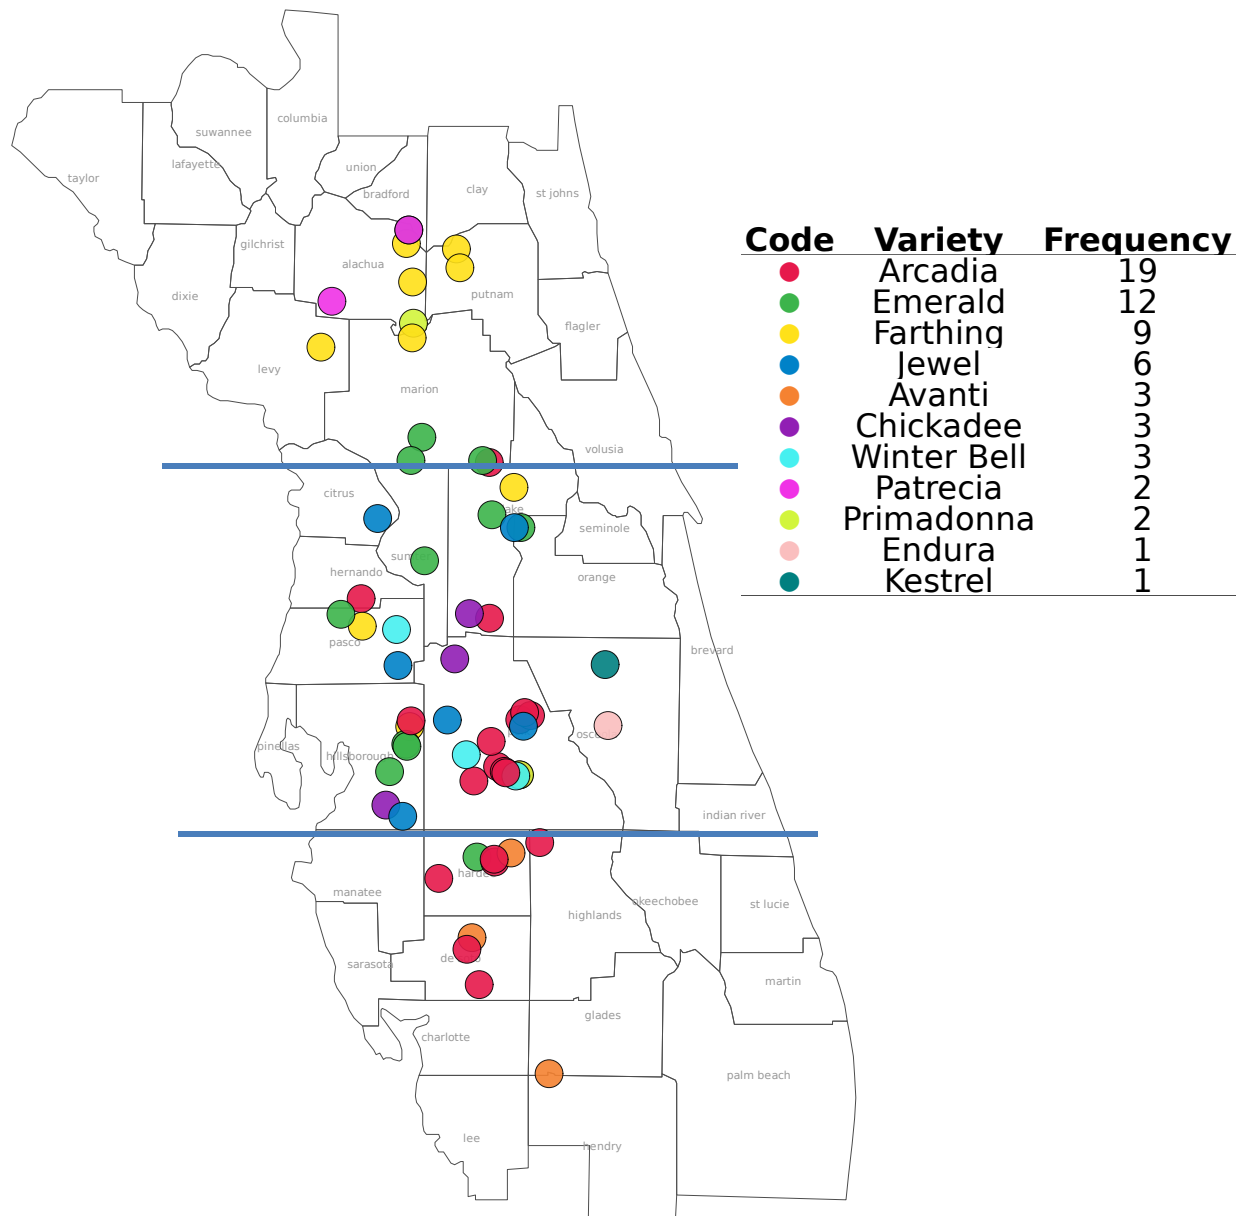 columbia
suwannee
lafayette
taylor
union
bradford
clay
st johns
gilchrist
alachua
dixie
putnam
flagler
levy
marion
volusia
citrus
seminole
hernando
orange
pasco
brevard
pinellas
hillsborough
indian river
manatee
highlands
okeechobee
st lucie
sarasota
martin
glades
charlotte
palm beach
lee
hendry
Code Variety Frequency
Arcadia 19
Emerald 12
Farthing 9
Jewel 6
Avanti 3
Chickadee 3
Winter Bell 3
Patrecia 2
Primadonna 2
Endura 1
Kestrel 1